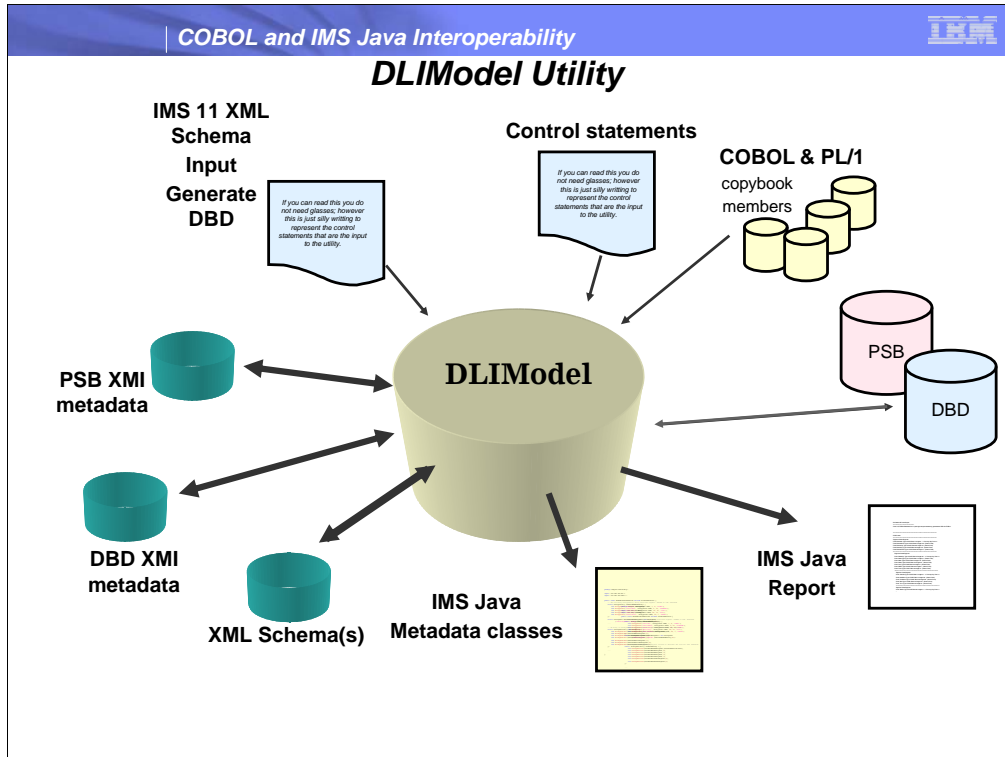 COBOL and IMS Java Interoperability
IBM
DLIModel Utility
IMS 11 XML
Schema
Input
Generate
DBD
If you can read this you do
not need glasses; however
this is just silly writting to
represent the control
statements that are the input
to the utility.
Control statements
If you can read this you do
not need glasses; however
this is just silly writting to
represent the control
statements that are the input
to the utility.
COBOL & PL/1
copybook
members
PSB
DBD
DLIModel
PSB XMI
metadata
DBD XMI
metadata
XML Schema(s)
IMS Java
Metadata classes
IMS Java
Report